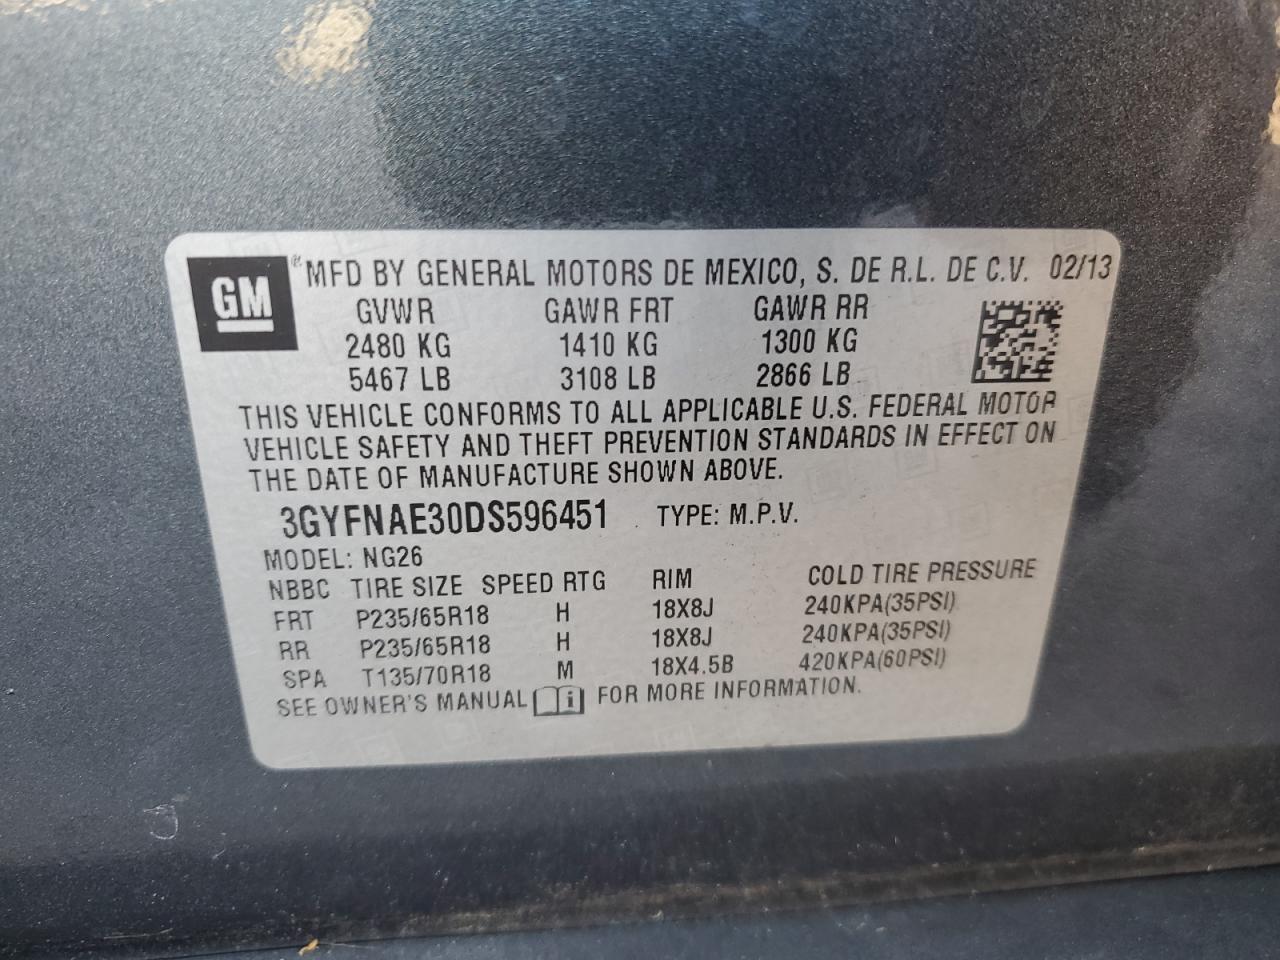 GM ® MFD BY GENERAL MOTORS DE MEXICO, S. DE R.L. DE C.V. 02/13
GVWR GAWR FRT GAWR RR
2480 KG 1410 KG 1300 KG
5467 LB 3108 LB 2866 LB
THIS VEHICLE CONFORMS TO ALL APPLICABLE U.S. FEDERAL MOTOR
VEHICLE SAFETY AND THEFT PREVENTION STANDARDS IN EFFECT ON
THE DATE OF MANUFACTURE SHOWN ABOVE.
3GYFNAE30DS596451 TYPE: M.P.V.
MODEL: NG26
NBBC TIRE SIZE SPEED RTG RIM COLD TIRE PRESSURE
FRT P235/65R18 H 18X8J 240KPA(35PSI)
RR P235/65R18 H 18X8J 240KPA(35PSI)
SPA T135/70R18 M 18X4.5B 420KPA(60PSI)
SEE OWNER'S MANUAL i FOR MORE INFORMATION.